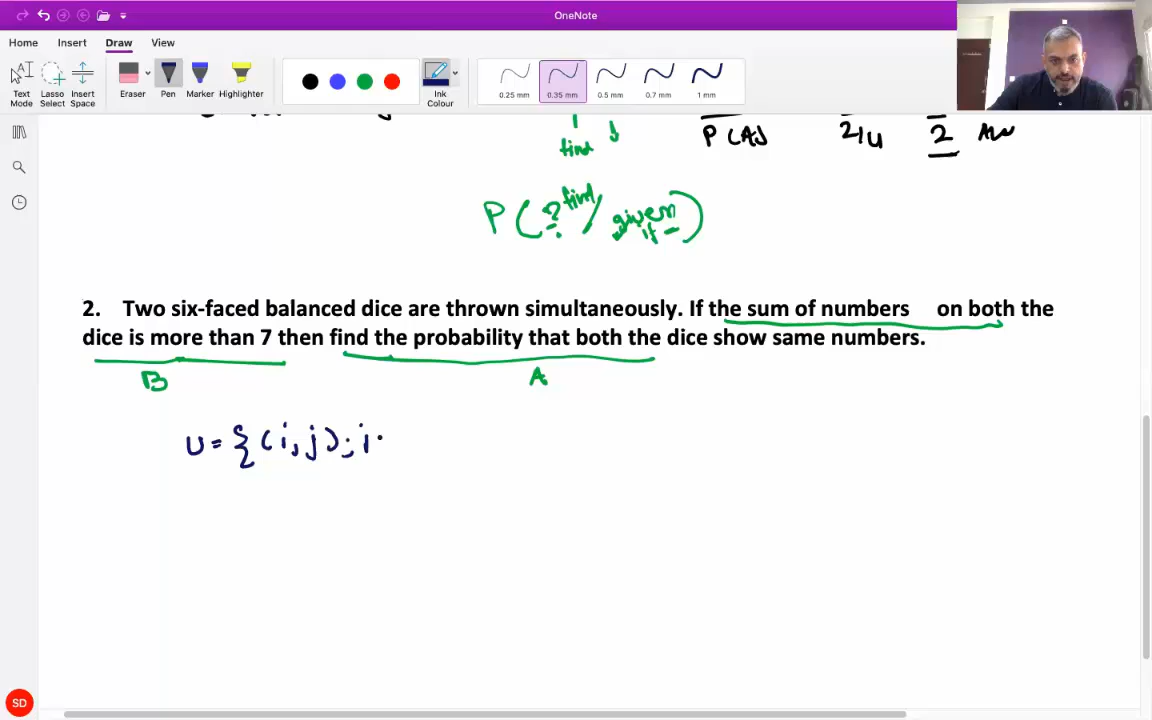 OneNote
Home Insert Draw View
Text Mode
Lasso Select
Insert Space
Eraser
Pen
Marker
Highlighter
Ink Colour
0.25 mm 0.35 mm 0.5 mm 0.7 mm 1 mm
find P(A) 2/4 2 Ans
P( ? find / given if )
2. Two six-faced balanced dice are thrown simultaneously. If the sum of numbers on both the
dice is more than 7 then find the probability that both the dice show same numbers.
B A
U = { (i, j) ; i
SD